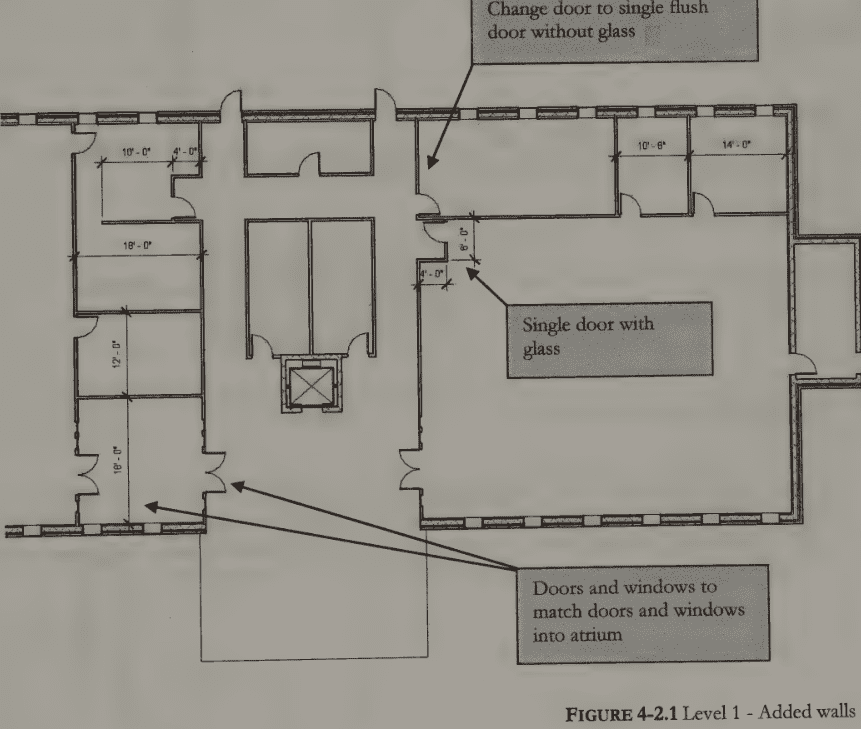 Change door to single flush
door without glass
10' - 0"
4' - 0"
10' - 6"
14' - 0"
18' - 0"
6' - 0"
4' - 0"
Single door with
glass
12' - 0"
18' - 0"
Doors and windows to
match doors and windows
into atrium
FIGURE 4-2.1 Level 1 - Added walls